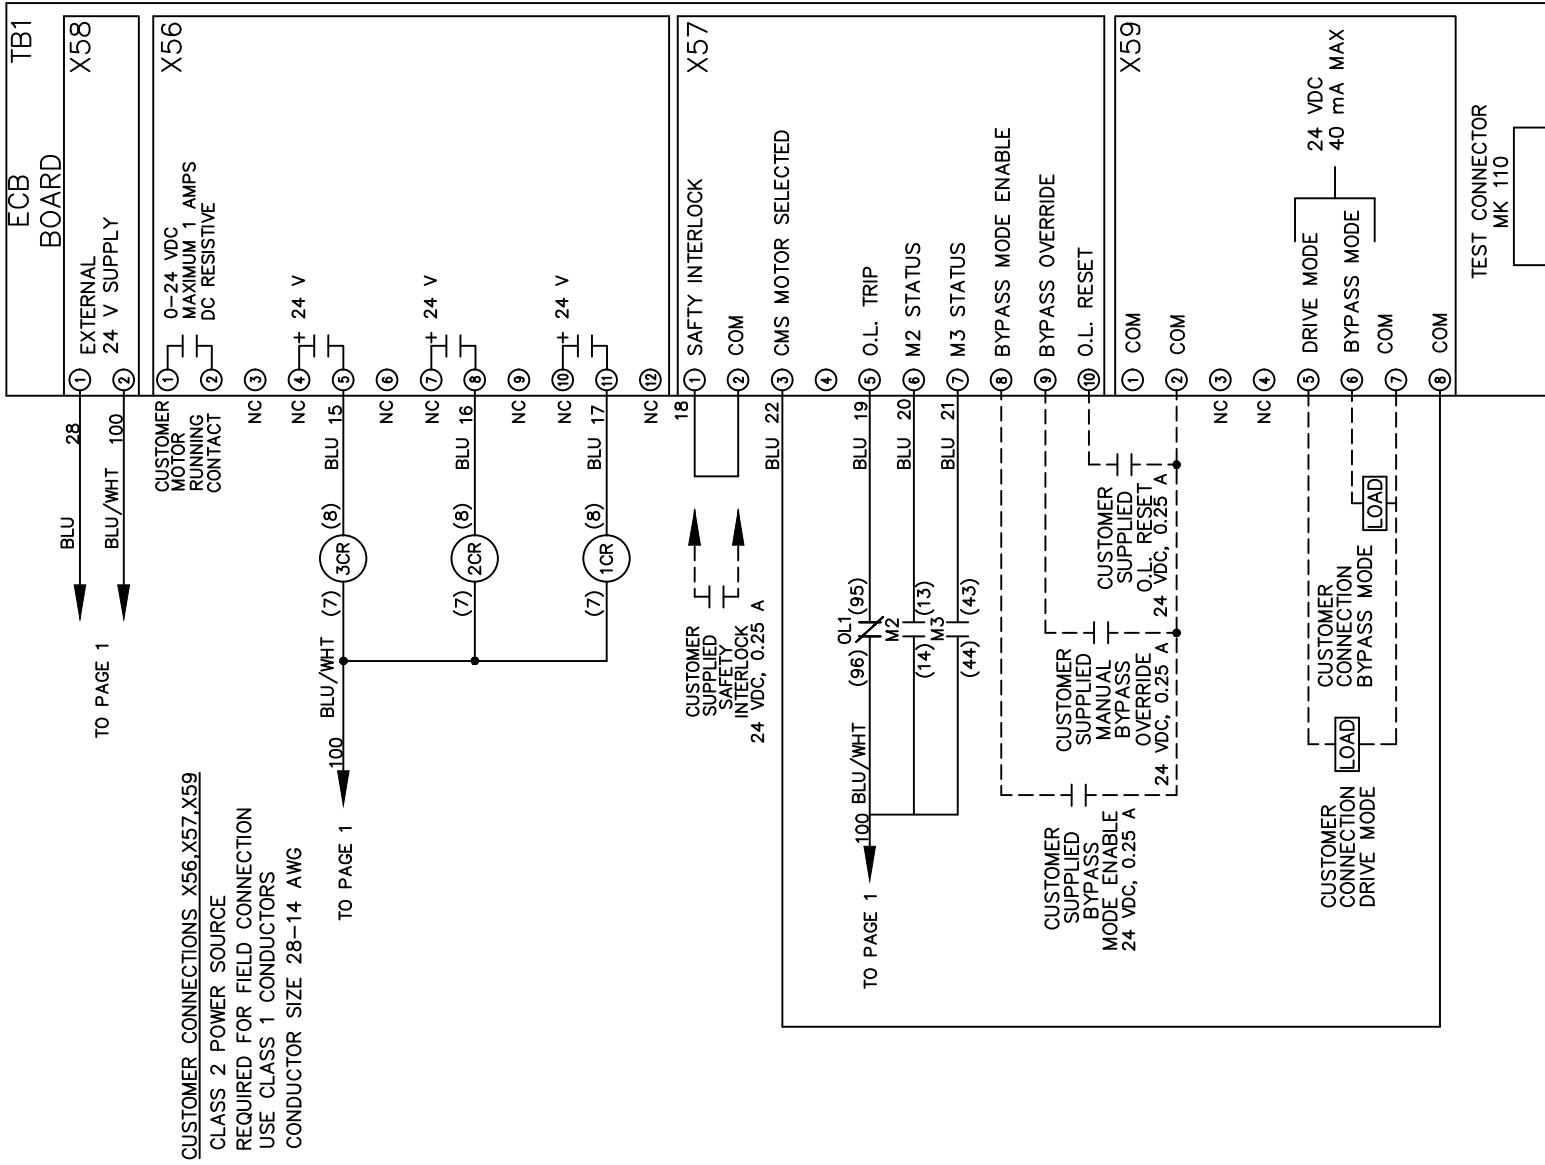 ECB
BOARD
TB1
X58
1 EXTERNAL
2 24 V SUPPLY
BLU 28
BLU/WHT 100
TO PAGE 1
X56
1 0-24 VDC
MAXIMUM 1 AMPS
2 DC RESISTIVE
CUSTOMER
MOTOR
RUNNING
CONTACT
NC 3
NC 4 + 24 V
(7) 3CR (8) BLU 15 5
NC 6
NC 7 + 24 V
(7) 2CR (8) BLU 16 8
NC 9
NC 10 + 24 V
(7) 1CR (8) BLU 17 11
NC 12
100 BLU/WHT
TO PAGE 1
CUSTOMER CONNECTIONS X56,X57,X59
CLASS 2 POWER SOURCE
REQUIRED FOR FIELD CONNECTION
USE CLASS 1 CONDUCTORS
CONDUCTOR SIZE 28-14 AWG
X57
18 1 SAFTY INTERLOCK
2 COM
CUSTOMER
SUPPLIED
SAFETY
INTERLOCK
24 VDC, 0.25 A
BLU 22 3 CMS MOTOR SELECTED
4
(96) OL1 (95) BLU 19 5 O.L. TRIP
(14) M2 (13) BLU 20 6 M2 STATUS
(44) M3 (43) BLU 21 7 M3 STATUS
100 BLU/WHT
TO PAGE 1
8 BYPASS MODE ENABLE
9 BYPASS OVERRIDE
10 O.L. RESET
CUSTOMER
SUPPLIED
BYPASS
MODE ENABLE
24 VDC, 0.25 A
CUSTOMER
SUPPLIED
MANUAL
BYPASS
OVERRIDE
24 VDC, 0.25 A
CUSTOMER
SUPPLIED
O.L. RESET
24 VDC, 0.25 A
X59
1 COM
2 COM
NC 3
NC 4
5 DRIVE MODE
6 BYPASS MODE
24 VDC
40 mA MAX
7 COM
8 COM
LOAD
CUSTOMER
CONNECTION
BYPASS MODE
LOAD
CUSTOMER
CONNECTION
DRIVE MODE
TEST CONNECTOR
MK 110